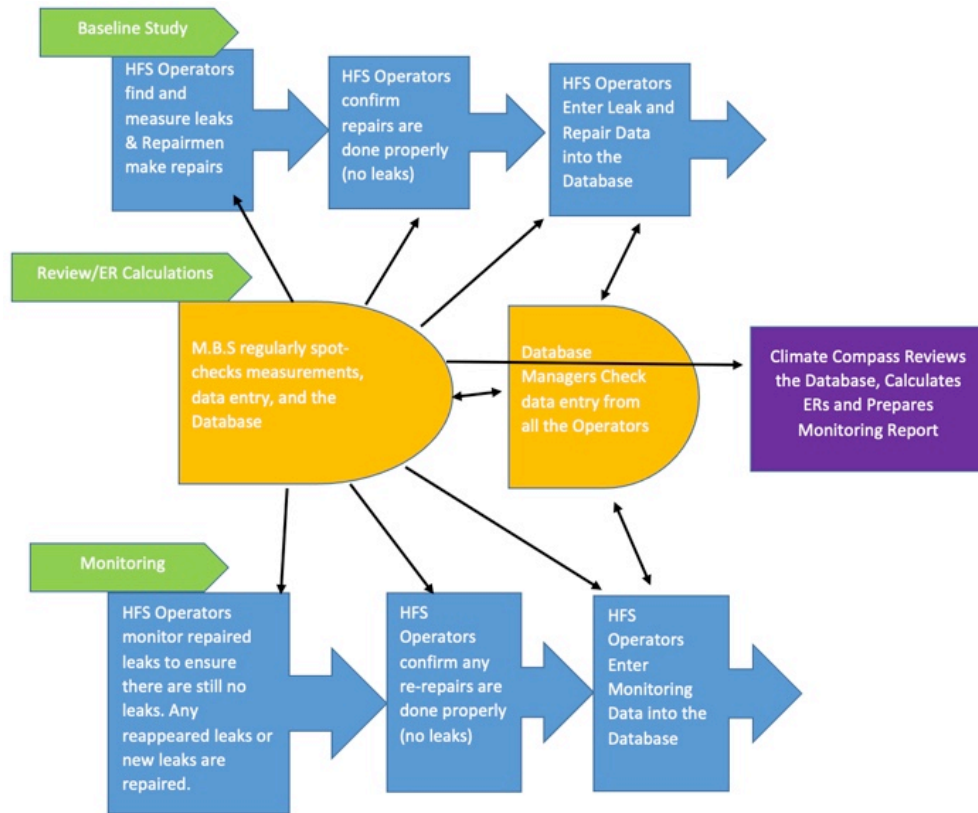 Baseline Study
HFS Operators
find and
measure leaks
& Repairmen
make repairs
HFS Operators
confirm
repairs are
done properly
(no leaks)
HFS Operators
Enter Leak and
Repair Data
into the
Database
Review/ER Calculations
M.B.S regularly spot-
checks measurements,
data entry, and the
Database
Database
Managers Check
data entry from
all the Operators
Climate Compass Reviews
the Database, Calculates
ERs and Prepares
Monitoring Report
Monitoring
HFS Operators
monitor repaired
leaks to ensure
there are still no
leaks. Any
reappeared leaks or
new leaks are
repaired.
HFS
Operators
confirm any
re-repairs are
done properly
(no leaks)
HFS
Operators
Enter
Monitoring
Data into the
Database